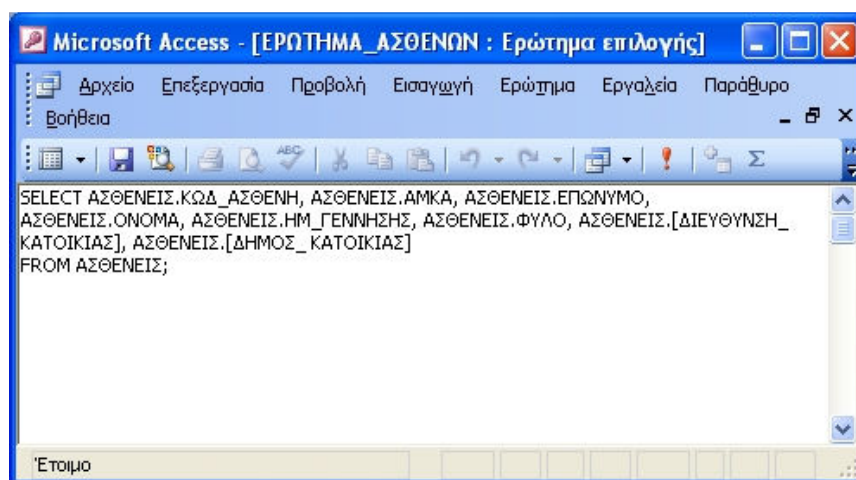 Microsoft Access - [ΕΡΩΤΗΜΑ_ΑΣΘΕΝΩΝ : Ερώτημα επιλογής]
Αρχείο Επεξεργασία Προβολή Εισαγωγή Ερώτημα Εργαλεία Παράθυρο
Βοήθεια
ABC
SELECT ΑΣΘΕΝΕΙΣ.ΚΩΔ_ΑΣΘΕΝΗ, ΑΣΘΕΝΕΙΣ.ΑΜΚΑ, ΑΣΘΕΝΕΙΣ.ΕΠΩΝΥΜΟ,
ΑΣΘΕΝΕΙΣ.ΟΝΟΜΑ, ΑΣΘΕΝΕΙΣ.ΗΜ_ΓΕΝΝΗΣΗΣ, ΑΣΘΕΝΕΙΣ.ΦΥΛΟ, ΑΣΘΕΝΕΙΣ.[ΔΙΕΥΘΥΝΣΗ_
ΚΑΤΟΙΚΙΑΣ], ΑΣΘΕΝΕΙΣ.[ΔΗΜΟΣ_ ΚΑΤΟΙΚΙΑΣ]
FROM ΑΣΘΕΝΕΙΣ;
Έτοιμο